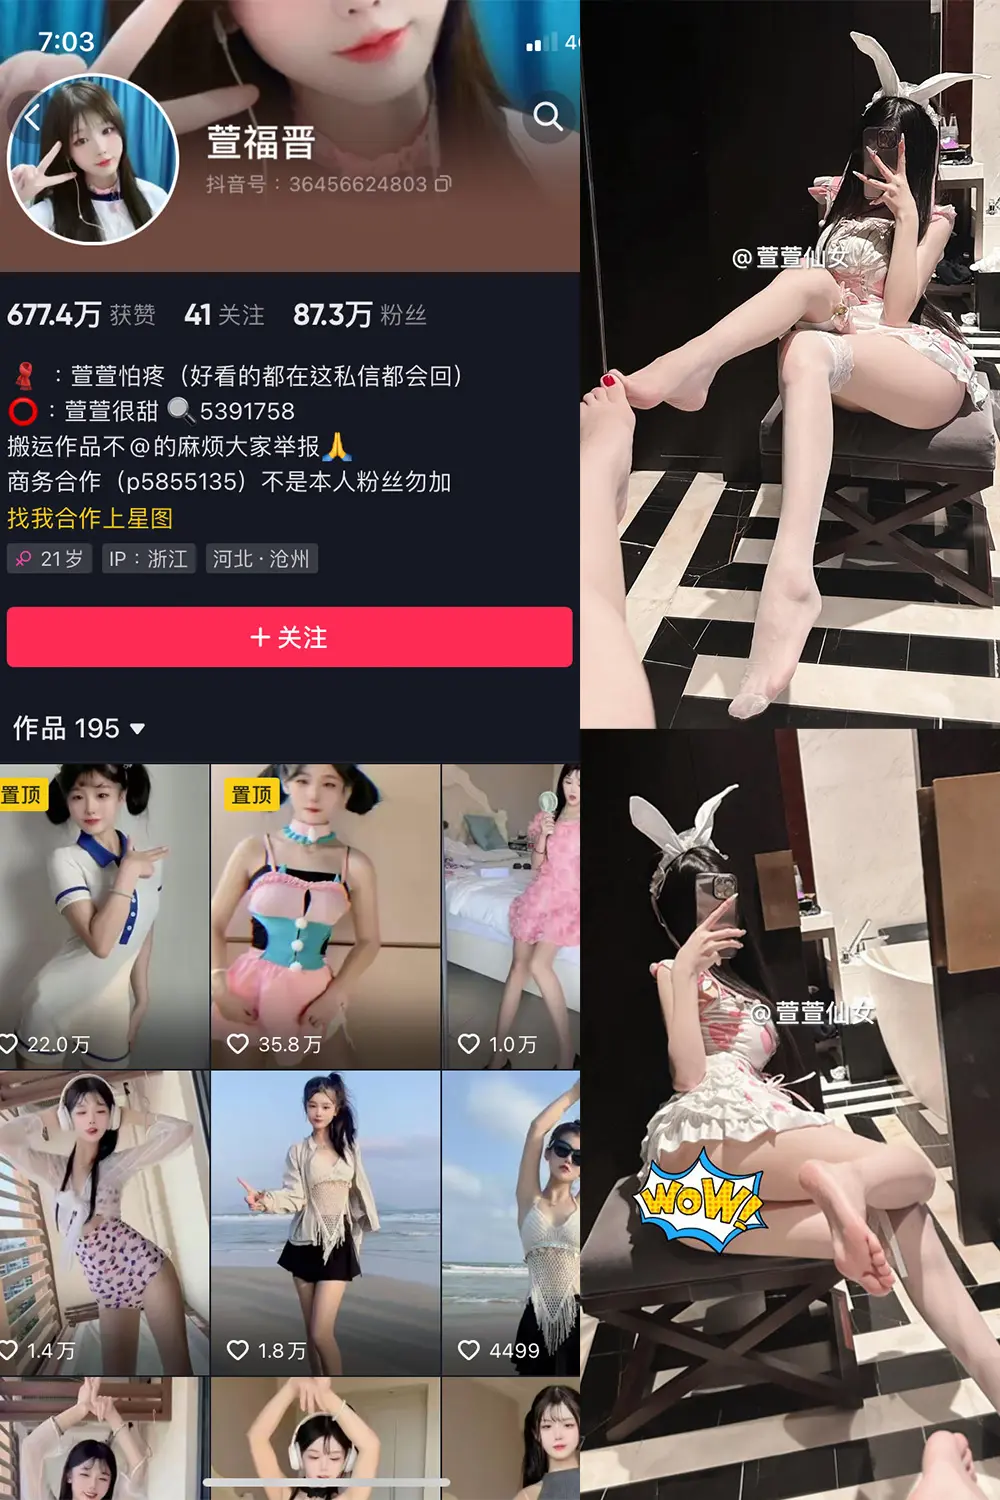 7:03
4G
萱福晋
抖音号：36456624803
677.4万 获赞 41 关注 87.3万 粉丝
：萱萱怕疼（好看的都在这私信都会回）
：萱萱很甜 5391758
搬运作品不@的麻烦大家举报
商务合作（p5855135）不是本人粉丝勿加
找我合作上星图
21岁 IP：浙江 河北·沧州
+关注
作品 195
置顶 置顶
22.0万 35.8万 1.0万
1.4万 1.8万 4499
@萱萱仙女
@萱萱仙女
WOW!